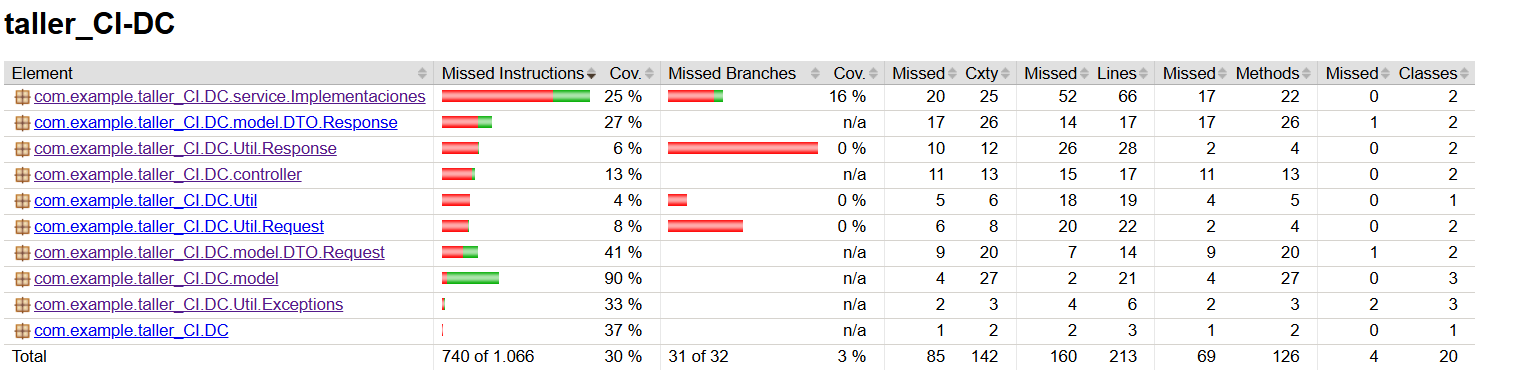 taller_CI-DC
Element Missed Instructions Cov. Missed Branches Cov. Missed Cxty Missed Lines Missed Methods Missed Classes
com.example.taller_CI.DC.service.Implementaciones 25 % 16 % 20 25 52 66 17 22 0 2
com.example.taller_CI.DC.model.DTO.Response 27 % n/a 17 26 14 17 17 26 1 2
com.example.taller_CI.DC.Util.Response 6 % 0 % 10 12 26 28 2 4 0 2
com.example.taller_CI.DC.controller 13 % n/a 11 13 15 17 11 13 0 2
com.example.taller_CI.DC.Util 4 % 0 % 5 6 18 19 4 5 0 1
com.example.taller_CI.DC.Util.Request 8 % 0 % 6 8 20 22 2 4 0 2
com.example.taller_CI.DC.model.DTO.Request 41 % n/a 9 20 7 14 9 20 1 2
com.example.taller_CI.DC.model 90 % n/a 4 27 2 21 4 27 0 3
com.example.taller_CI.DC.Util.Exceptions 33 % n/a 2 3 4 6 2 3 2 3
com.example.taller_CI.DC 37 % n/a 1 2 2 3 1 2 0 1
Total 740 of 1.066 30 % 31 of 32 3 % 85 142 160 213 69 126 4 20